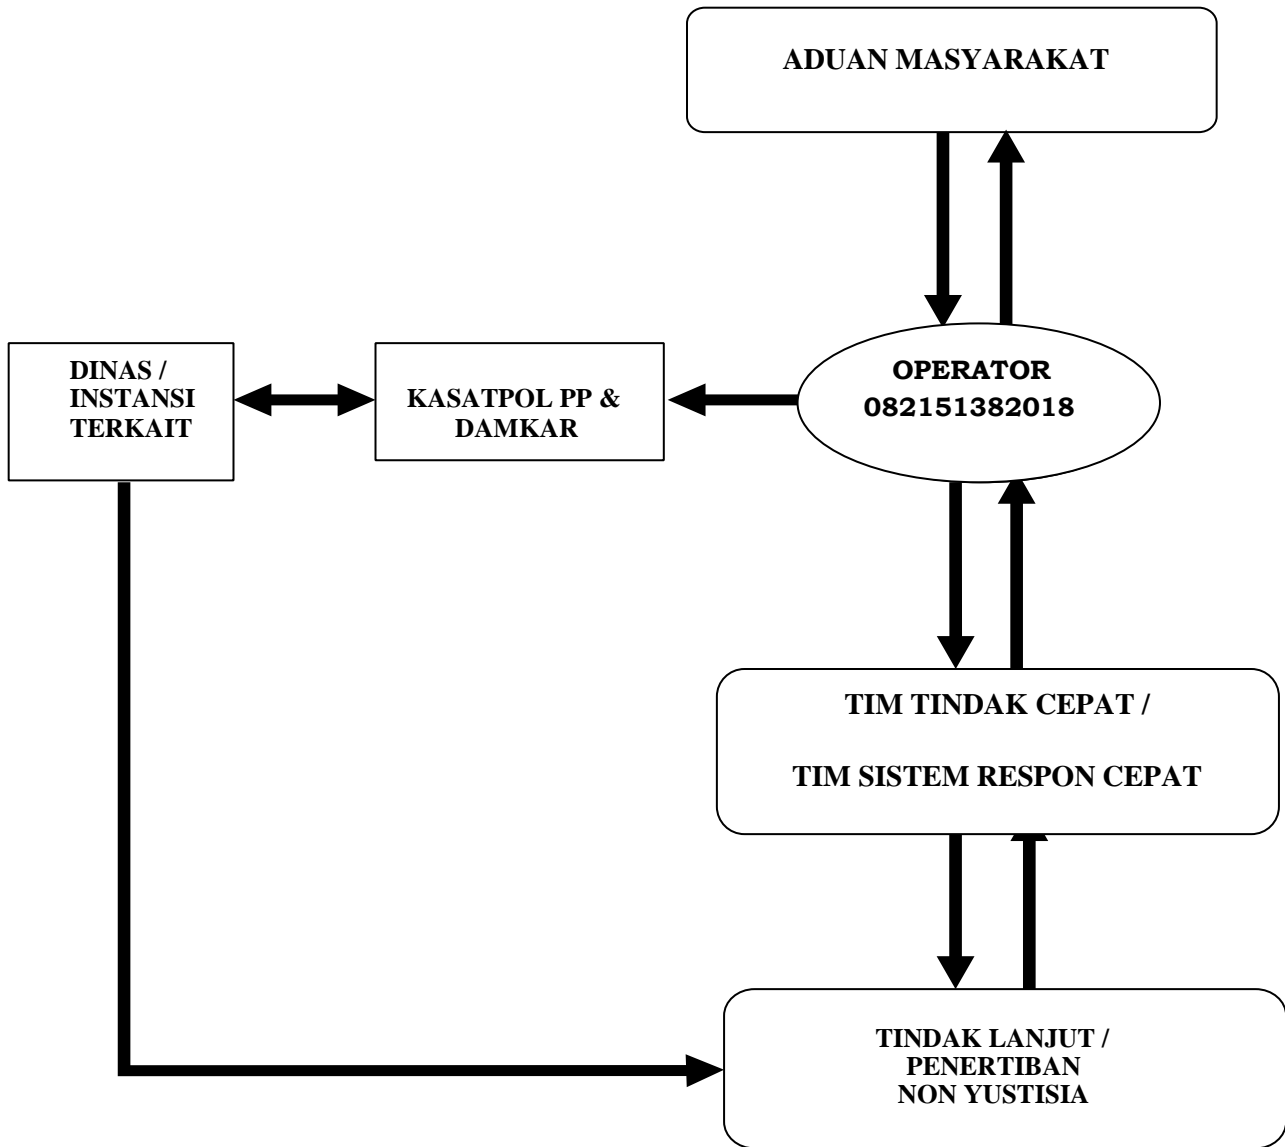 ADUAN MASYARAKAT
DINAS /
INSTANSI
TERKAIT
KASATPOL PP &
DAMKAR
OPERATOR
082151382018
TIM TINDAK CEPAT /
TIM SISTEM RESPON CEPAT
TINDAK LANJUT /
PENERTIBAN
NON YUSTISIA